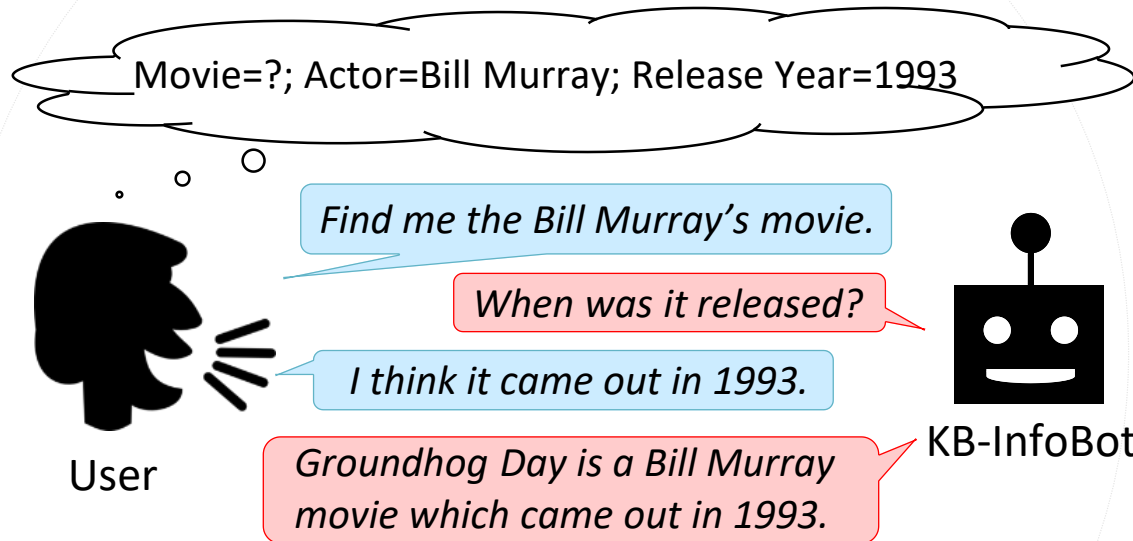 Movie=?; Actor=Bill Murray; Release Year=1993
Find me the Bill Murray’s movie.
When was it released?
I think it came out in 1993.
Groundhog Day is a Bill Murray
movie which came out in 1993.
User
KB-InfoBot